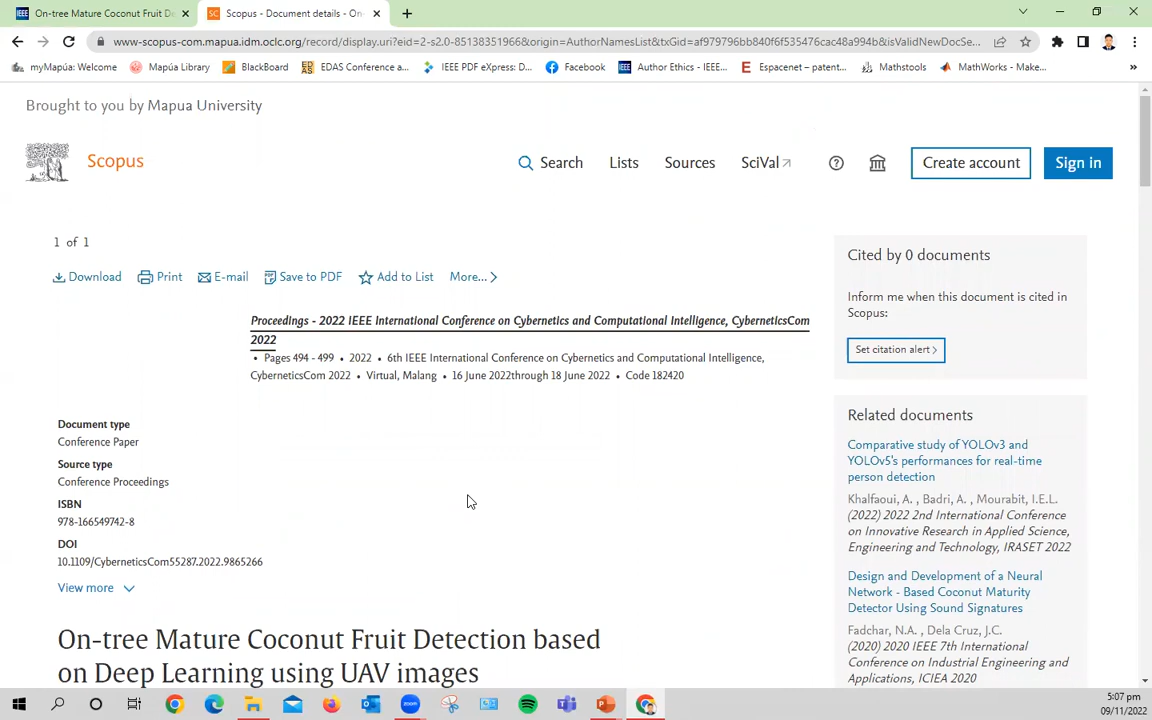 On-tree Mature Coconut Fruit De
Scopus - Document details - On-
www-scopus-com.mapua.idm.oclc.org/record/display.uri?eid=2-s2.0-85138351966&origin=AuthorNamesList&txGid=af979796bb840f6f535476cac48a994b&isValidNewDocSe...
myMapúa: Welcome
Mapúa Library
BlackBoard
EDAS Conference a...
IEEE PDF eXpress: D...
Facebook
Author Ethics - IEEE...
Espacenet – patent...
Mathstools
MathWorks - Make...
Brought to you by Mapua University
Scopus
Search
Lists
Sources
SciVal
Create account
Sign in
1 of 1
Download
Print
E-mail
Save to PDF
Add to List
More...
Proceedings - 2022 IEEE International Conference on Cybernetics and Computational Intelligence, CyberneticsCom
2022
• Pages 494 - 499 • 2022 • 6th IEEE International Conference on Cybernetics and Computational Intelligence,
CyberneticsCom 2022 • Virtual, Malang • 16 June 2022through 18 June 2022 • Code 182420
Document type
Conference Paper
Source type
Conference Proceedings
ISBN
978-166549742-8
DOI
10.1109/CyberneticsCom55287.2022.9865266
View more
On-tree Mature Coconut Fruit Detection based
on Deep Learning using UAV images
Cited by 0 documents
Inform me when this document is cited in
Scopus:
Set citation alert
Related documents
Comparative study of YOLOv3 and
YOLOv5's performances for real-time
person detection
Khalfaoui, A. , Badri, A. , Mourabit, I.E.L.
(2022) 2022 2nd International Conference
on Innovative Research in Applied Science,
Engineering and Technology, IRASET 2022
Design and Development of a Neural
Network - Based Coconut Maturity
Detector Using Sound Signatures
Fadchar, N.A. , Dela Cruz, J.C.
(2020) 2020 IEEE 7th International
Conference on Industrial Engineering and
Applications, ICIEA 2020
5:07 pm
09/11/2022